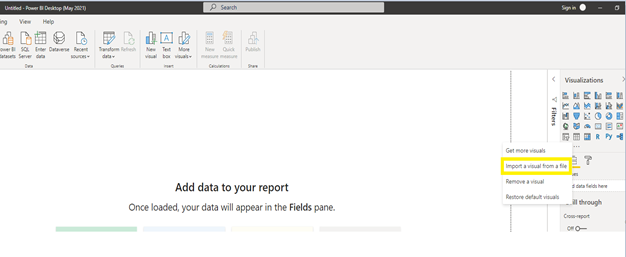 Untitled - Power BI Desktop (May 2021)
Search
Sign in
View Help
Power BI datasets
SQL Server
Enter data
Dataverse
Recent sources
Transform data
Refresh
New visual
Text box
More visuals
New measure
Quick measure
Publish
Data
Queries
Insert
Calculations
Share
Visualizations
Filters
R Py
Get more visuals
Import a visual from a file
Remove a visual
Restore default visuals
data fields here
Add data to your report
Once loaded, your data will appear in the Fields pane.
through
Cross-report
Off